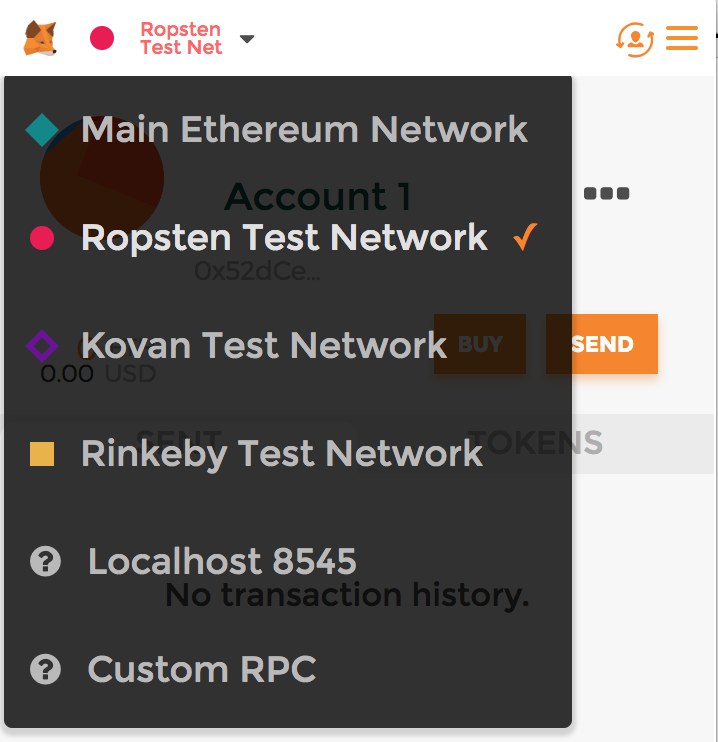 Ropsten
Test Net
Main Ethereum Network
Account 1
Ropsten Test Network
0x52dCe...
Kovan Test Network
BUY
SEND
0.00 USD
SENT
TOKENS
Rinkeby Test Network
Localhost 8545
No transaction history.
Custom RPC